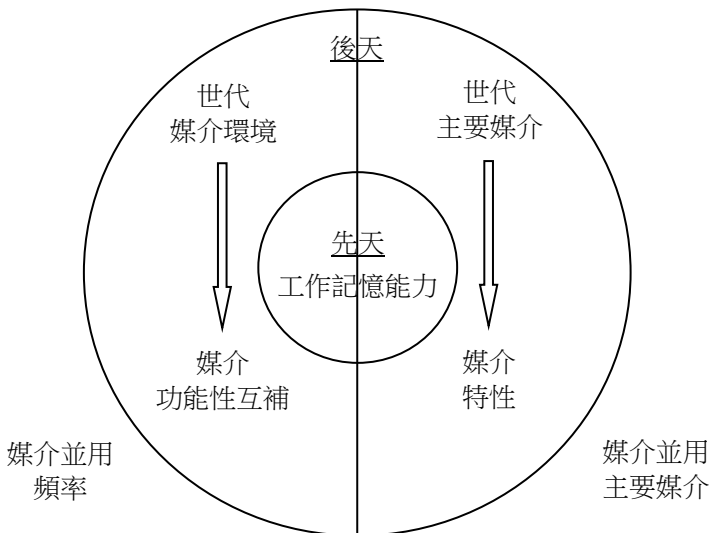 後天
世代
媒介環境
世代
主要媒介
先天
工作記憶能力
媒介
功能性互補
媒介
特性
媒介並用
頻率
媒介並用
主要媒介